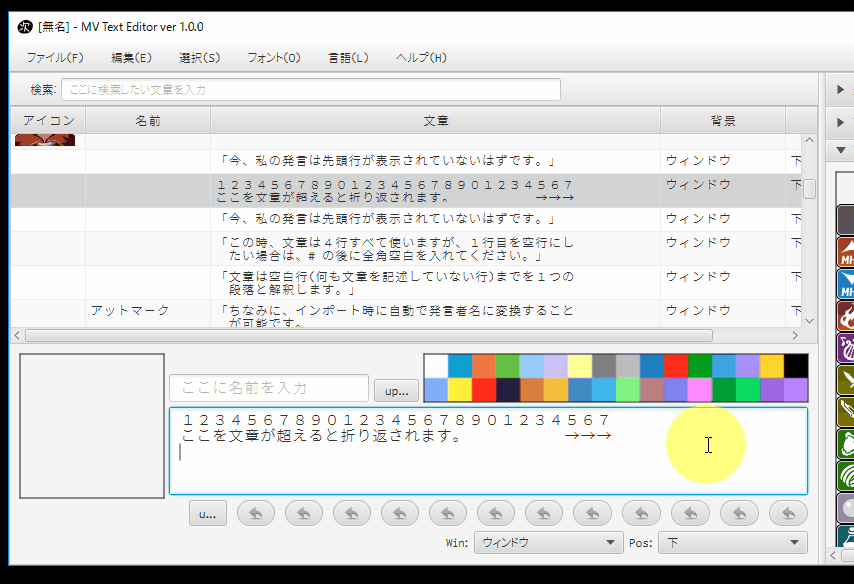 [無名] - MV Text Editor ver 1.0.0
ファイル(F) 編集(E) 選択(S) フォント(O) 言語(L) ヘルプ(H)
検索: ここに検索したい文章を入力
アイコン 名前 文章 背景
「今、私の発言は先頭行が表示されていないはずです。」 ウィンドウ 下
１２３４５６７８９０１２３４５６７８９０１２３４５６７ ウィンドウ 下
ここを文章が超えると折り返されます。 →→→
「今、私の発言は先頭行が表示されていないはずです。」 ウィンドウ 下
「この時、文章は４行すべて使いますが、１行目を空行にし ウィンドウ 下
たい場合は、# の後に全角空白を入れてください。」
「文章は空白行(何も文章を記述していない行)までを１つの ウィンドウ 下
段落と解釈します。」
アットマーク 「ちなみに、インポート時に自動で発言者名に変換すること ウィンドウ 下
が可能です。
ここに名前を入力 up...
１２３４５６７８９０１２３４５６７８９０１２３４５６７
ここを文章が超えると折り返されます。 →→→
u...
Win: ウィンドウ Pos: 下